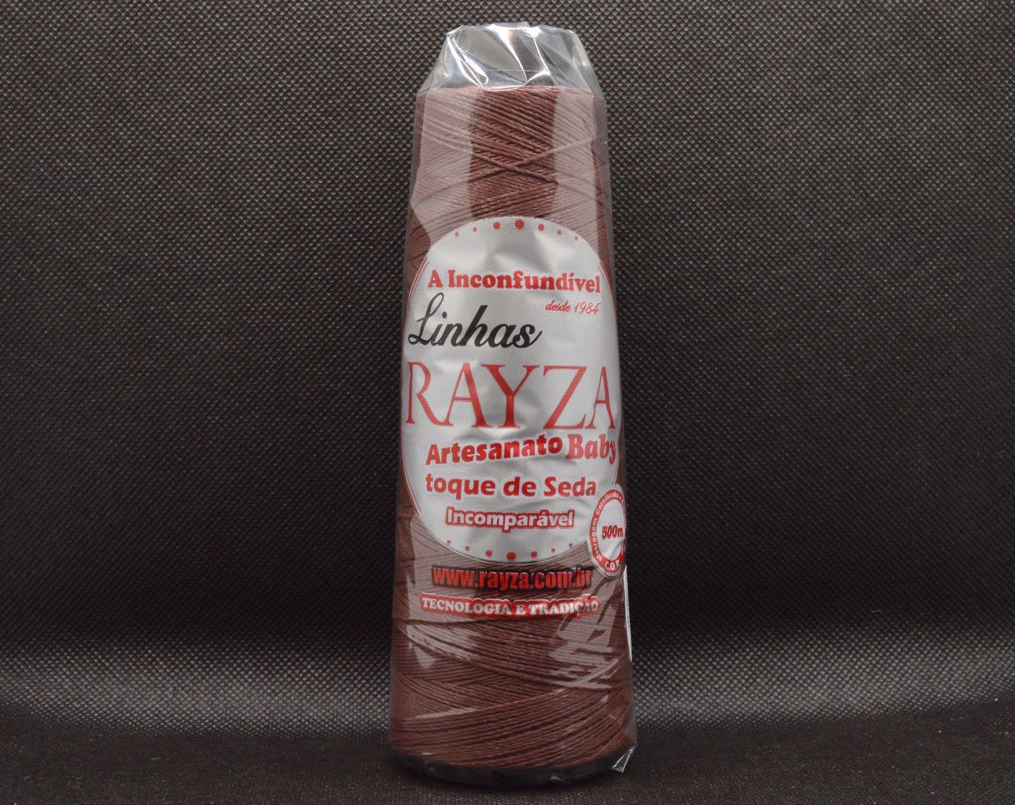 A Inconfundível
desde 1984
Linhas
RAYZA
Artesanato Baby
toque de Seda
Incomparável
500m
www.rayza.com.br
TECNOLOGIA E TRADIÇÃO